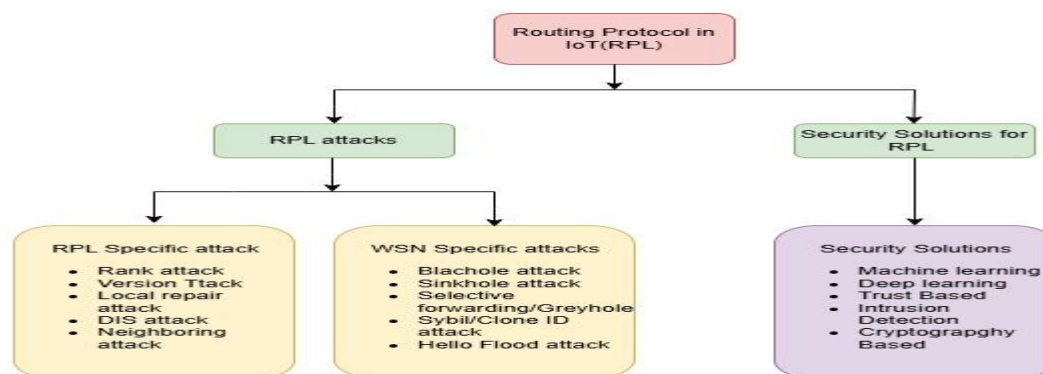 Routing Protocol in
IoT(RPL)
RPL attacks
Security Solutions for
RPL
RPL Specific attack
• Rank attack
• Version Ttack
• Local repair
attack
• DIS attack
• Neighboring
attack
WSN Specific attacks
• Blachole attack
• Sinkhole attack
• Selective
forwarding/Greyhole
• Sybil/Clone ID
attack
• Hello Flood attack
Security Solutions
• Machine learning
• Deep learning
• Trust Based
• Intrusion
Detection
• Cryptograpghy
Based